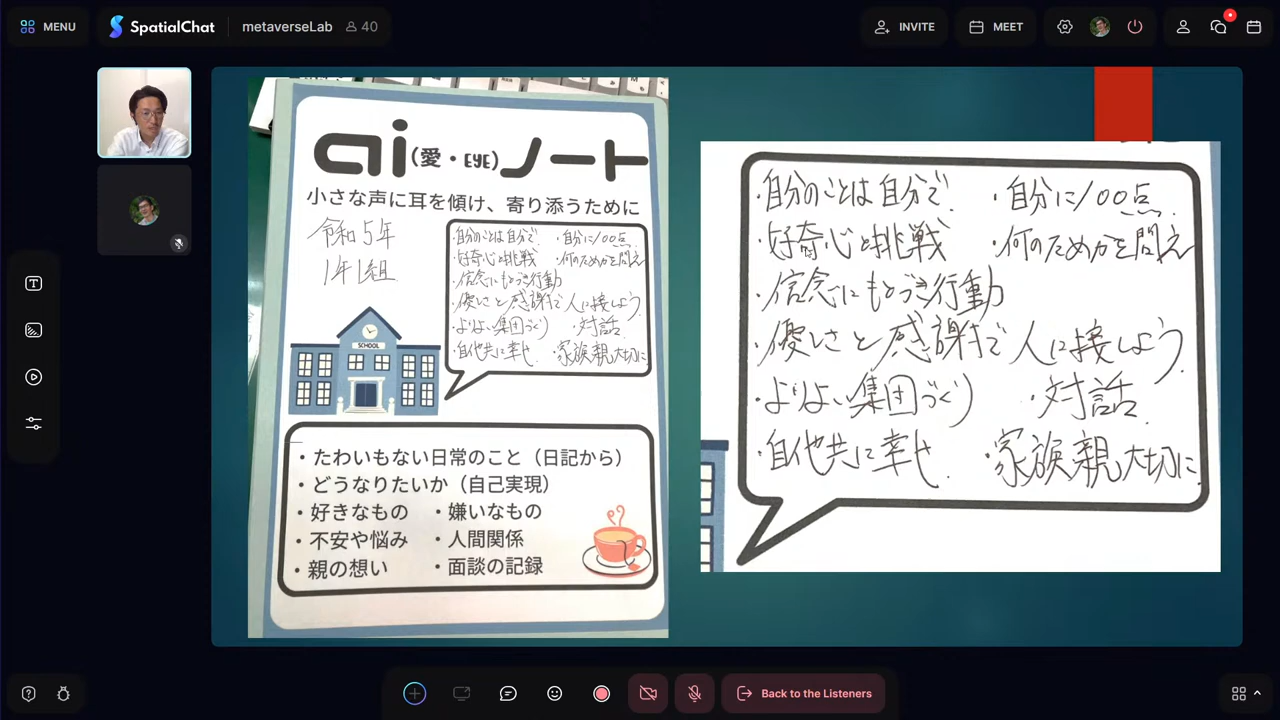 MENU
SpatialChat
metaverseLab
40
INVITE
MEET
ai(愛・EYE)ノート
小さな声に耳を傾け、寄り添うために
令和5年
1年1組
・自分のことは自分で ・自分に100点
・好奇心と挑戦 ・何のためかを問え
・信念にもとづき行動
・優しさと感謝で人に接しよう
・よりよい集団づくり ・対話
・自他共に幸せ ・家族親大切に
SCHOOL
・たわいもない日常のこと（日記から）
・どうなりたいか（自己実現）
・好きなもの ・嫌いなもの
・不安や悩み ・人間関係
・親の想い ・面談の記録
・自分のことは自分で ・自分に100点
・好奇心と挑戦 ・何のためかを問え
・信念にもとづき行動
・優しさと感謝で人に接しよう
・よりよい集団づくり ・対話
・自他共に幸せ ・家族親大切に
Back to the Listeners